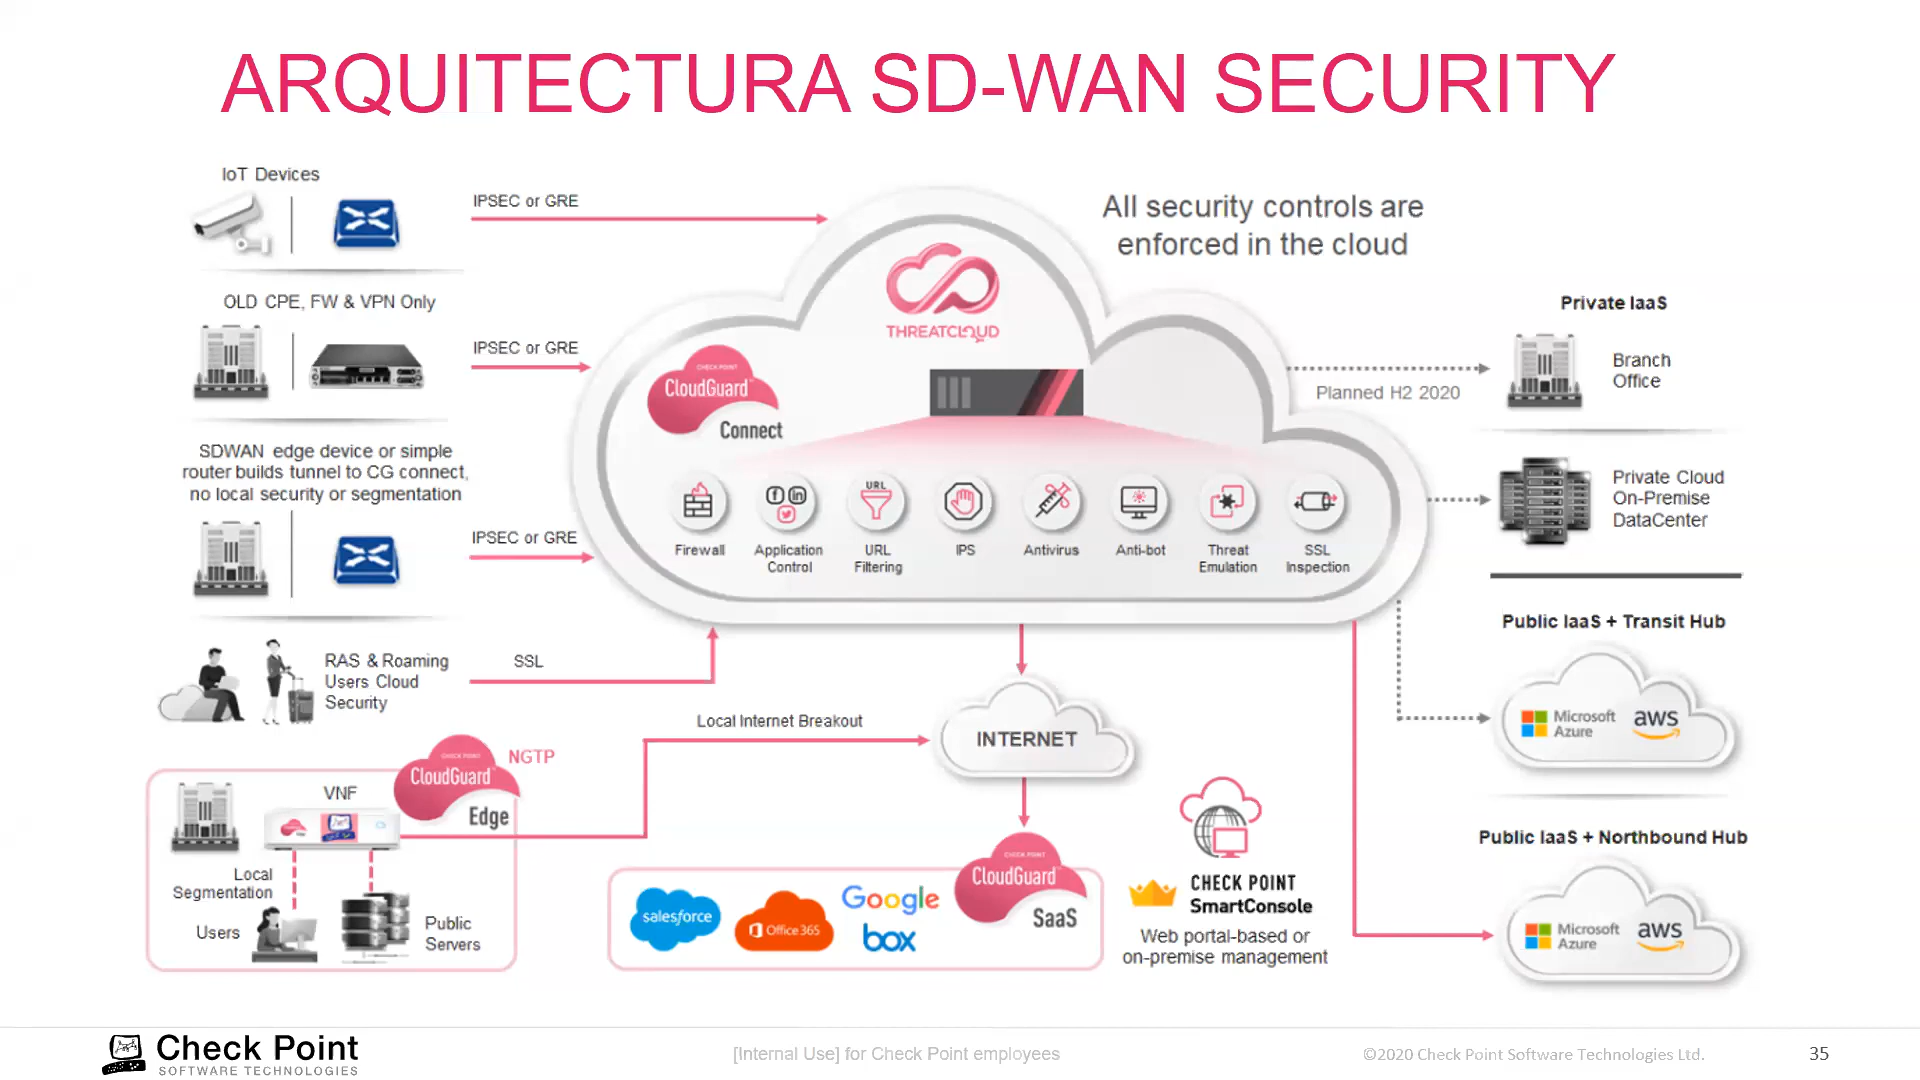 ARQUITECTURA SD-WAN SECURITY
IoT Devices
IPSEC or GRE
OLD CPE, FW & VPN Only
IPSEC or GRE
SDWAN edge device or simple
router builds tunnel to CG connect,
no local security or segmentation
IPSEC or GRE
RAS & Roaming
Users Cloud
Security
SSL
All security controls are
enforced in the cloud
THREATCLOUD
CHECK POINT
CloudGuard
Connect
Firewall
Application
Control
URL
URL
Filtering
IPS
Antivirus
Anti-bot
Threat
Emulation
SSL
Inspection
Planned H2 2020
Private IaaS
Branch
Office
Private Cloud
On-Premise
DataCenter
Public IaaS + Transit Hub
Microsoft
Azure
aws
Public IaaS + Northbound Hub
Microsoft
Azure
aws
Local Internet Breakout
INTERNET
CHECK POINT
CloudGuard
Edge
NGTP
VNF
Local
Segmentation
Users
Public
Servers
salesforce
Office 365
Google
box
CHECK POINT
CloudGuard
SaaS
CHECK POINT
SmartConsole
Web portal-based or
on-premise management
Check Point
SOFTWARE TECHNOLOGIES
[Internal Use] for Check Point employees
©2020 Check Point Software Technologies Ltd.
35